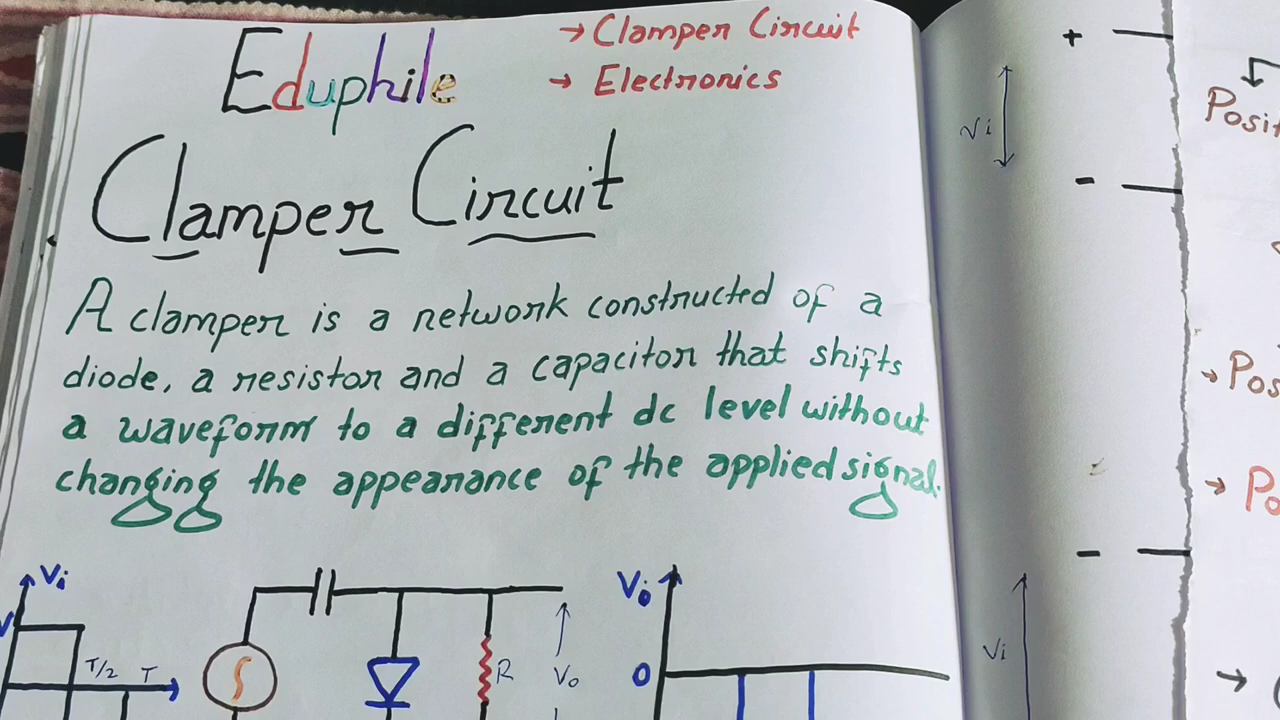 Eduphile
→ Clamper Circuit
→ Electronics
Clamper Circuit
A clamper is a network constructed of a
diode, a resistor and a capacitor that shifts
a waveform to a different dc level without
changing the appearance of the applied signal.
Vi
V
T/2 T
R
Vo
Vo
0
+
Vi
-
-
Vi
→ Pos